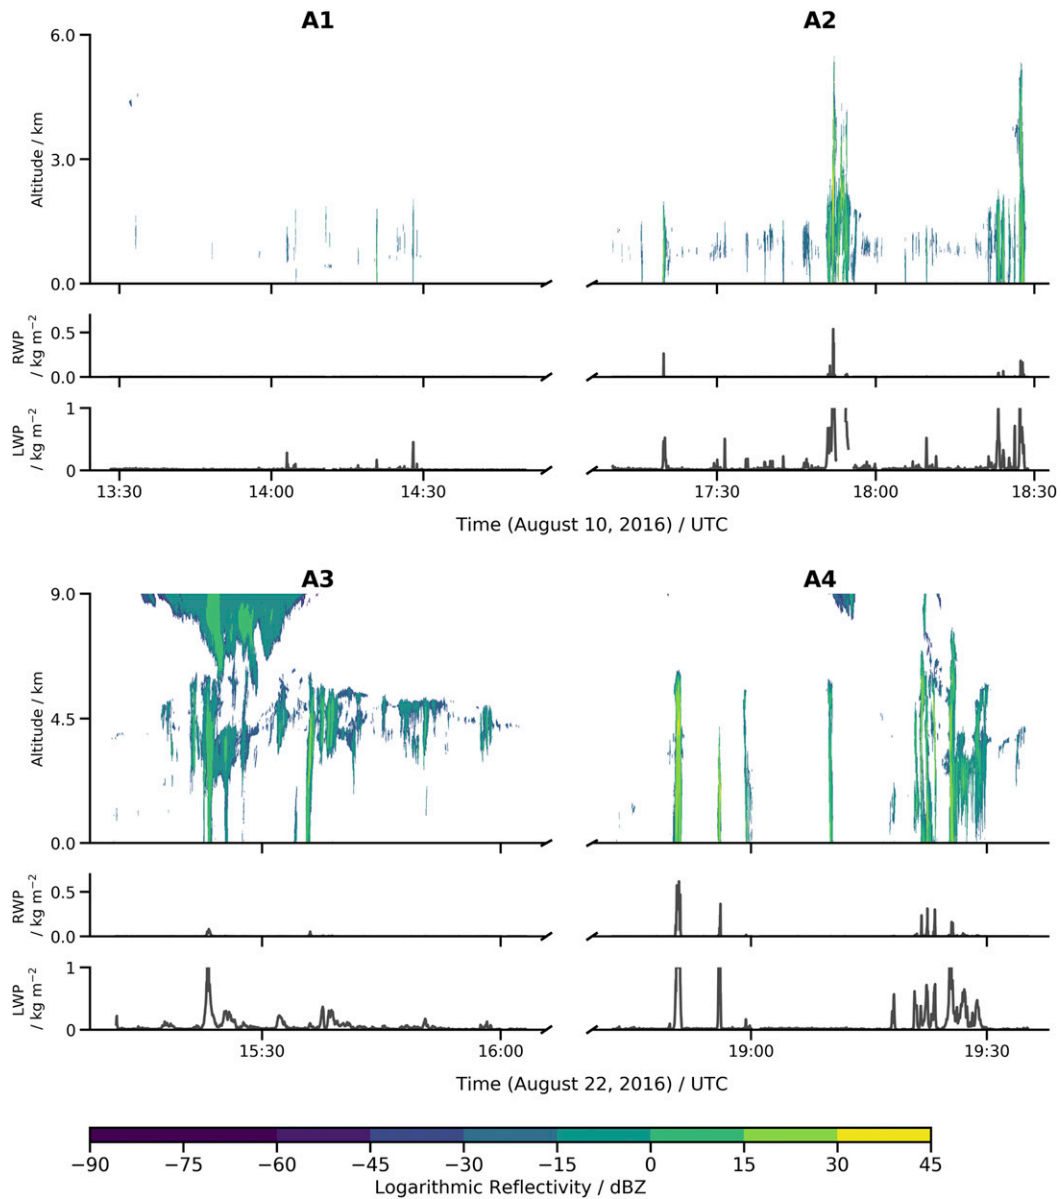 A1 A2
6.0
3.0
0.0
Altitude / km
0.5
0.0
RWP
/ kg m−2
1
0
LWP
/ kg m−2
13:30 14:00 14:30 17:30 18:00 18:30
Time (August 10, 2016) / UTC
A3 A4
9.0
4.5
0.0
Altitude / km
0.5
0.0
RWP
/ kg m−2
1
0
LWP
/ kg m−2
15:30 16:00 19:00 19:30
Time (August 22, 2016) / UTC
−90 −75 −60 −45 −30 −15 0 15 30 45
Logarithmic Reflectivity / dBZ